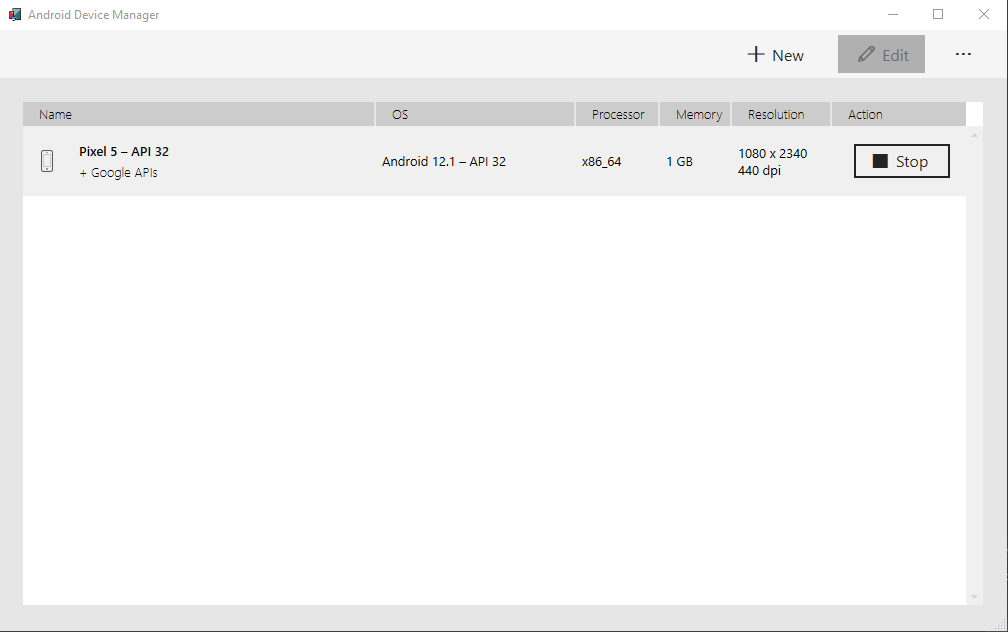 Android Device Manager
New
Edit
Name OS Processor Memory Resolution Action
Pixel 5 – API 32
+ Google APIs
Android 12.1 – API 32
x86_64
1 GB
1080 x 2340
440 dpi
Stop